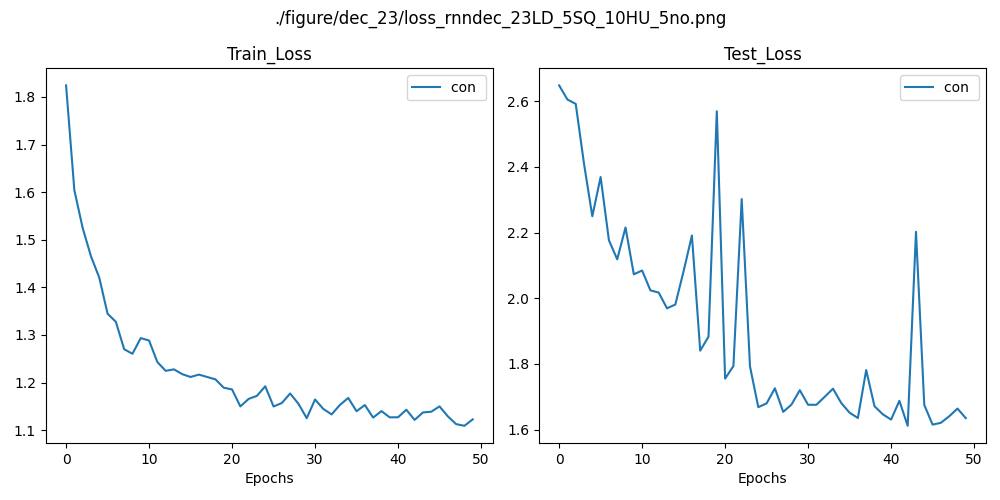 ./figure/dec_23/loss_rnndec_23LD_5SQ_10HU_5no.png
Train_Loss
Test_Loss
con
con
1.8
1.7
1.6
1.5
1.4
1.3
1.2
1.1
2.6
2.4
2.2
2.0
1.8
1.6
0 10 20 30 40 50
0 10 20 30 40 50
Epochs
Epochs